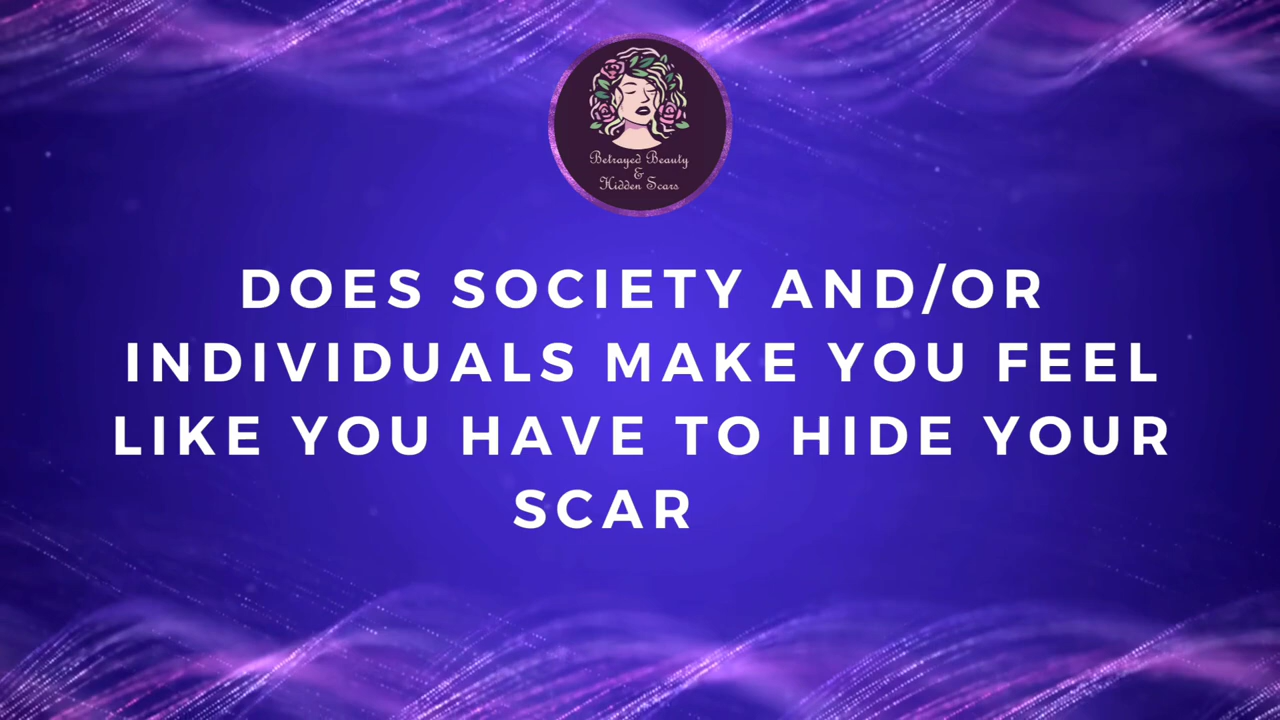 Betrayed Beauty
&
Hidden Scars
DOES SOCIETY AND/OR
INDIVIDUALS MAKE YOU FEEL
LIKE YOU HAVE TO HIDE YOUR
SCAR